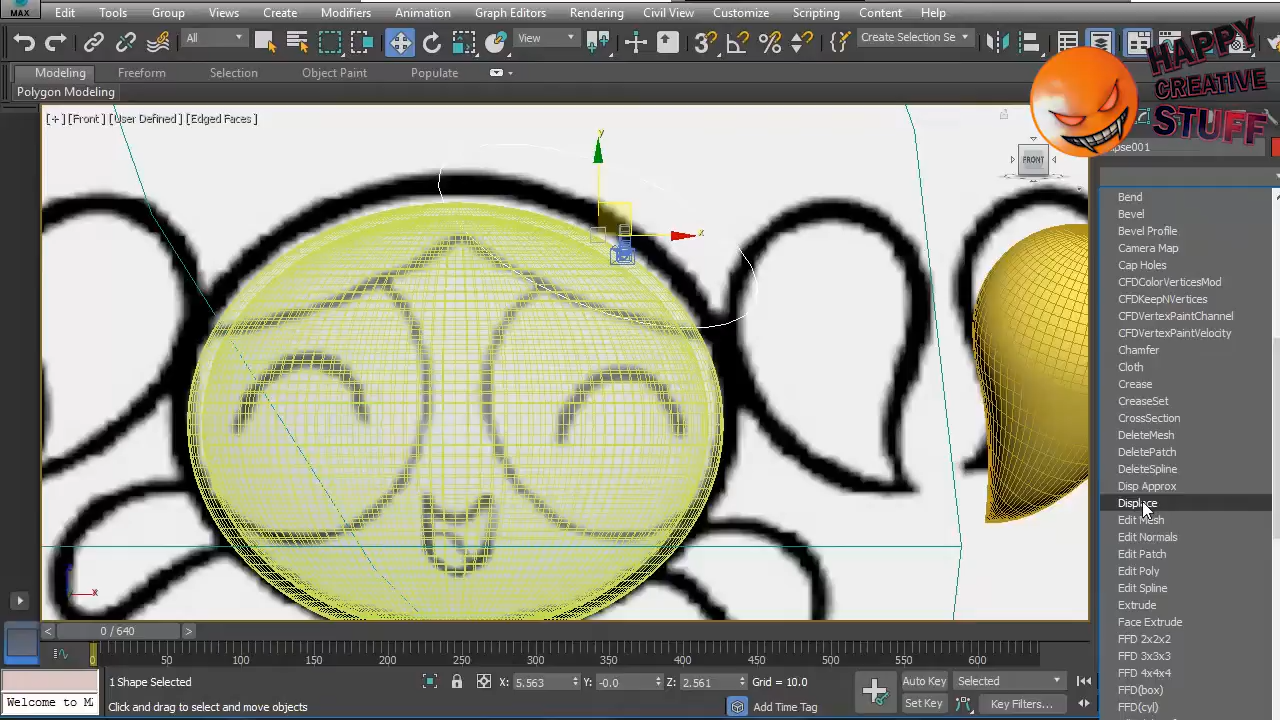 MAX Edit Tools Group Views Create Modifiers Animation Graph Editors Rendering Civil View Customize Scripting Content Help
All View Create Selection Se
HAPPY
CREATIVE
STUFF
Modeling Freeform Selection Object Paint Populate
Polygon Modeling
[+] [Front] [User Defined] [Edged Faces]
y
x
FRONT
Bend
Bevel
Bevel Profile
Camera Map
Cap Holes
CFDColorVerticesMod
CFDKeepNVertices
CFDVertexPaintChannel
CFDVertexPaintVelocity
Chamfer
Cloth
Crease
CreaseSet
CrossSection
DeleteMesh
DeletePatch
DeleteSpline
Disp Approx
Displace
Edit Mesh
Edit Normals
Edit Patch
Edit Poly
Edit Spline
Extrude
Face Extrude
FFD 2x2x2
FFD 3x3x3
FFD 4x4x4
FFD(box)
FFD(cyl)
x
< 0 / 640 >
0 50 100 150 200 250 300 350 400 450 500 550 600
1 Shape Selected X: 5.563 Y: -0.0 Z: 2.561 Grid = 10.0 Auto Key Selected
Welcome to M Click and drag to select and move objects Add Time Tag Set Key Key Filters...